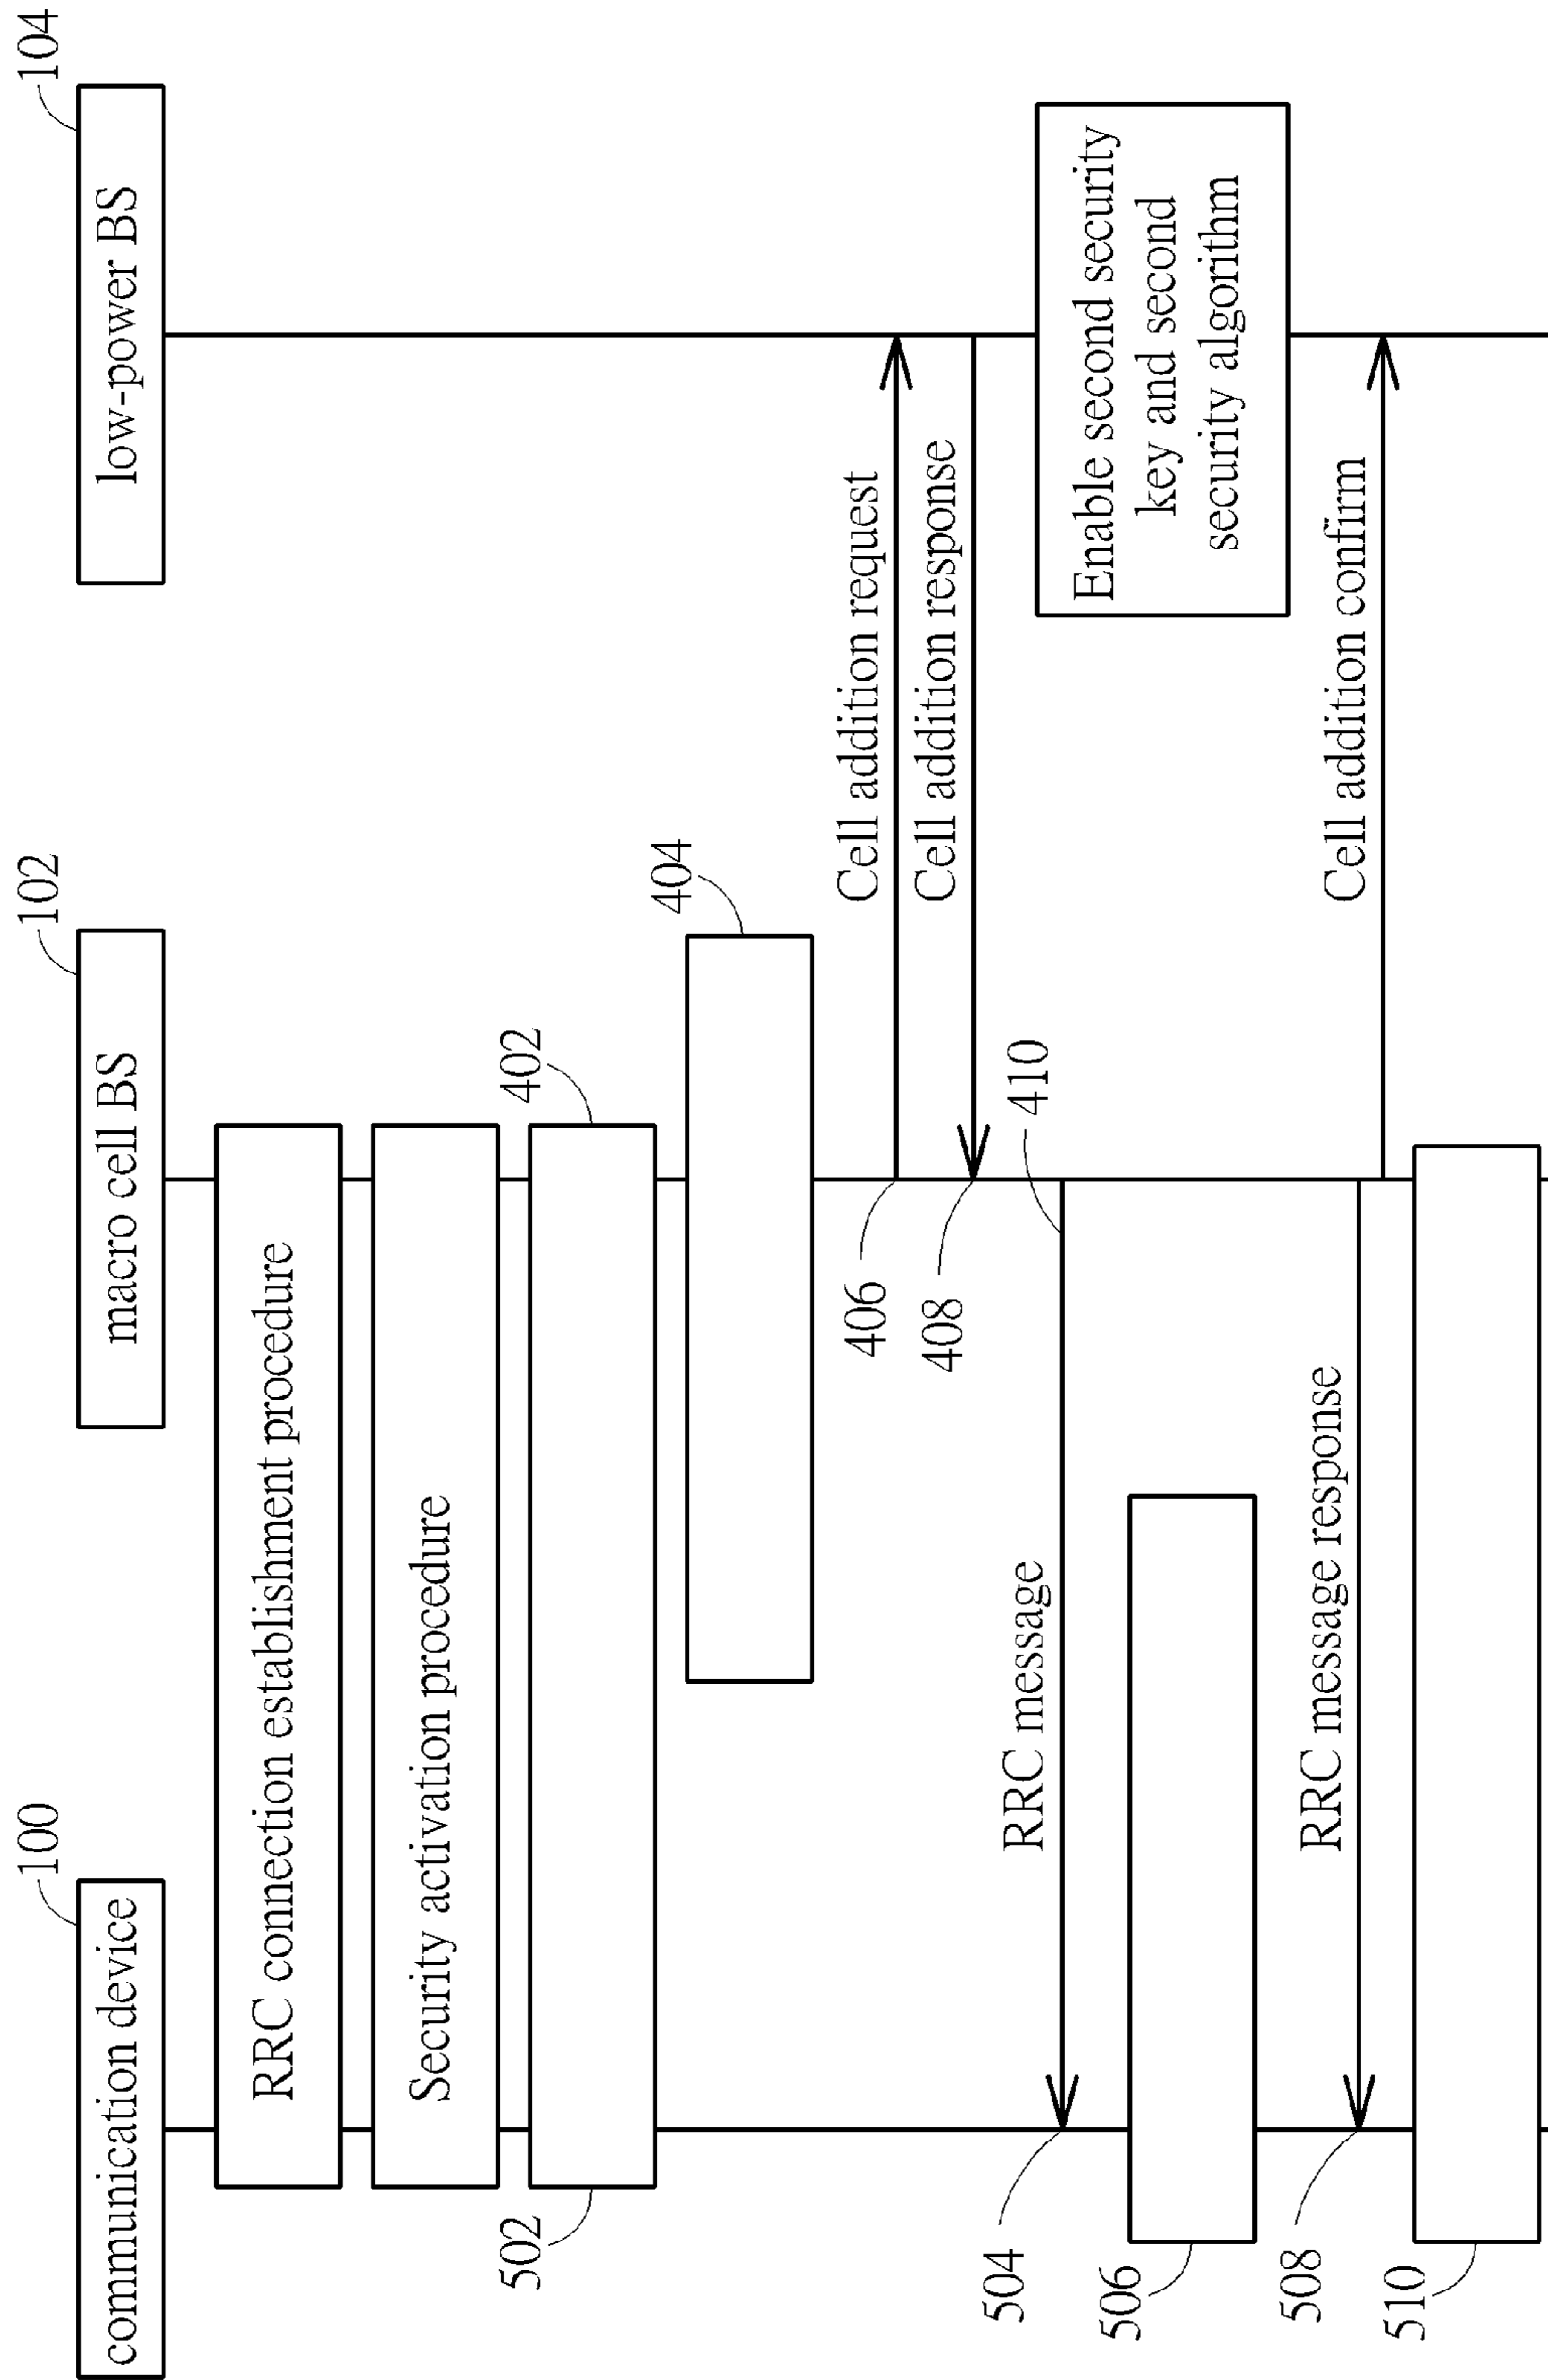 communication device
100
macro cell BS
102
low-power BS
104
RRC connection establishment procedure
Security activation procedure
502
402
404
Cell addition request
406
Cell addition response
408
410
RRC message
504
Enable second security
key and second
security algorithm
506
RRC message response
508
Cell addition confirm
510